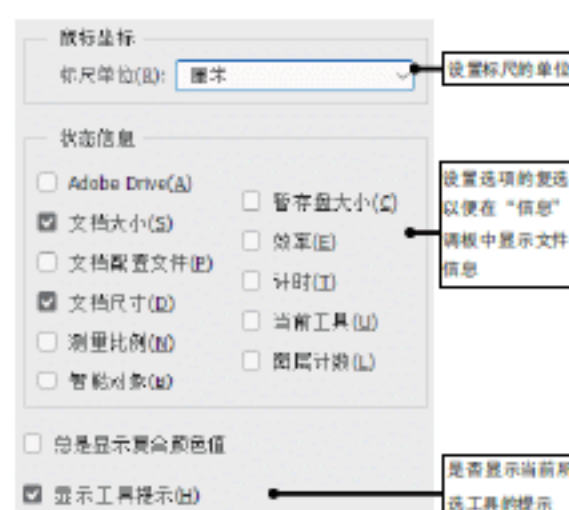 鼠标坐标
标尺单位(R): 厘米
设置标尺的单位
状态信息
Adobe Drive(A)
文档大小(S)
文档配置文件(P)
文档尺寸(D)
测量比例(N)
智能对象(B)
暂存盘大小(C)
效率(E)
计时(T)
当前工具(U)
图层计数(L)
设置选项的复选
以便在“信息”
调板中显示文件
信息
总是显示复合颜色值
显示工具提示(H)
是否显示当前所
选工具的提示